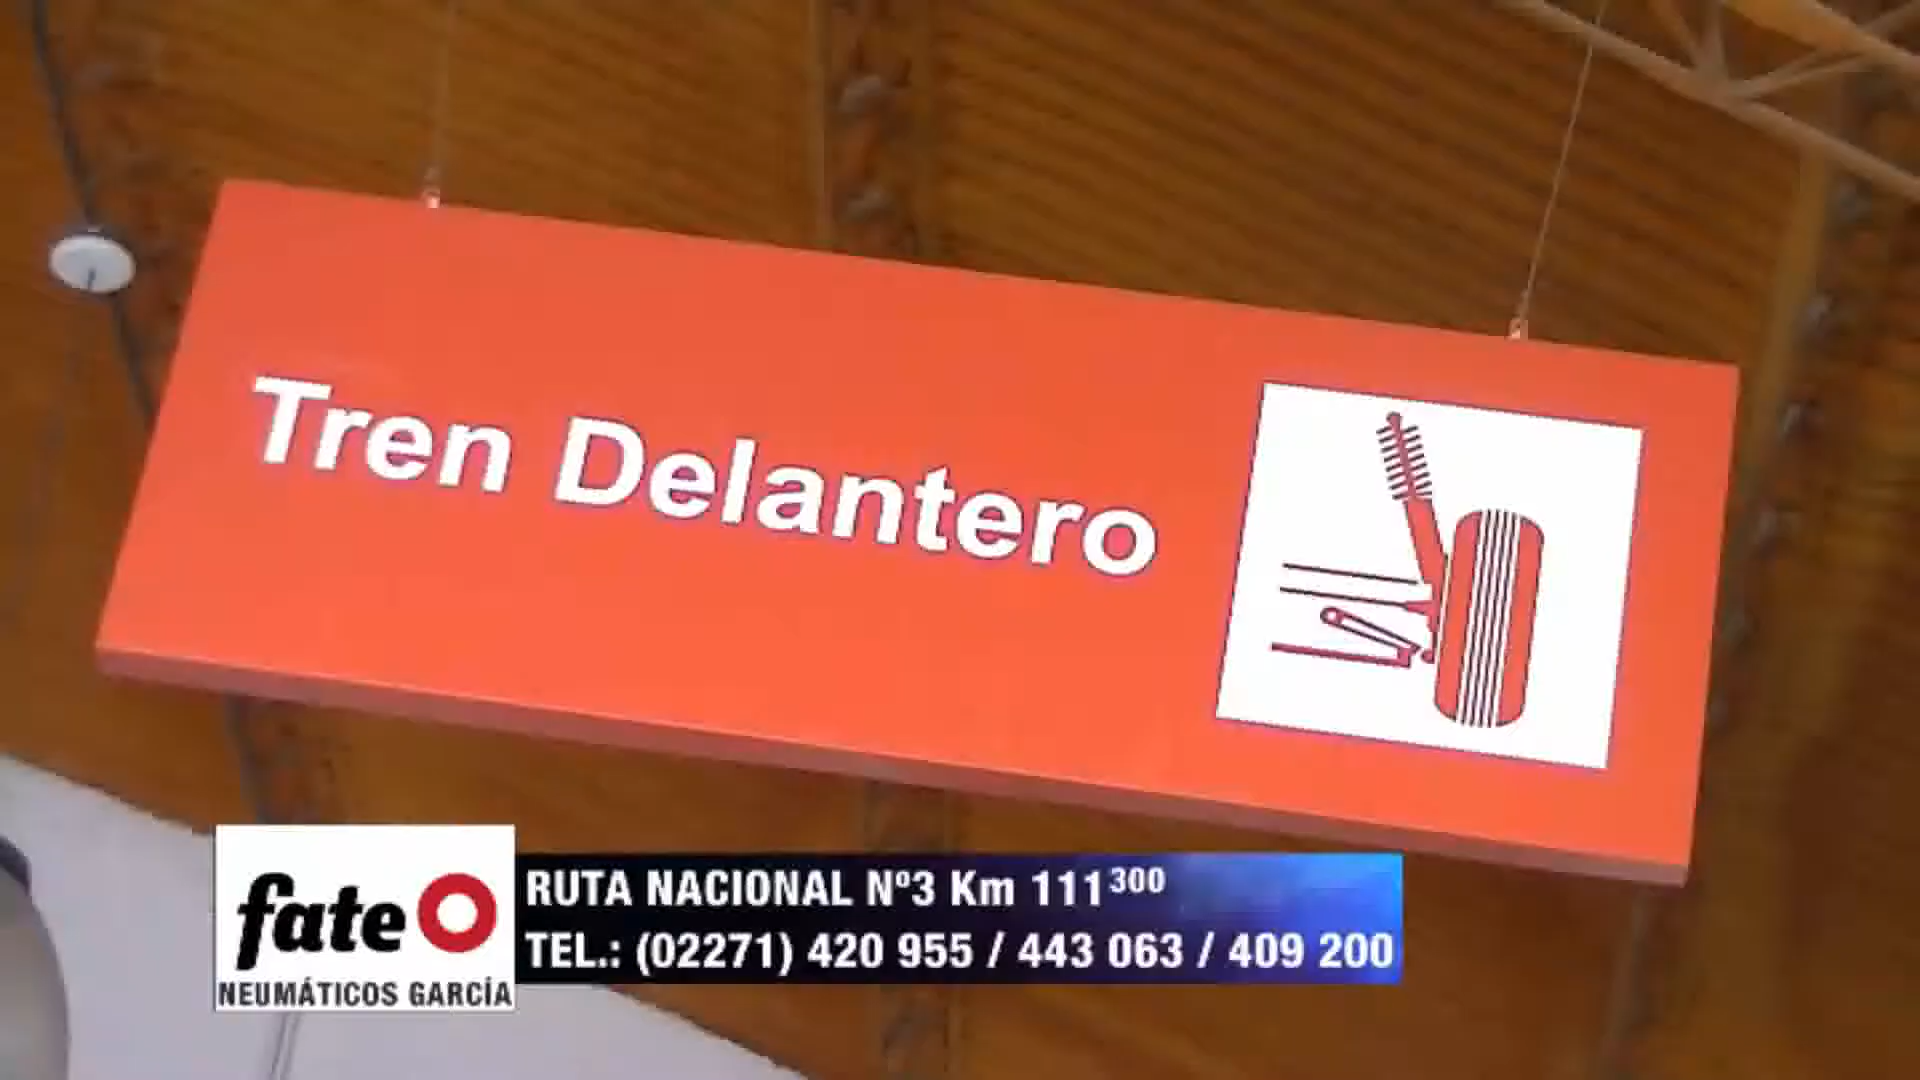 Tren Delantero
fate
NEUMÁTICOS GARCÍA
RUTA NACIONAL Nº3 Km 111³⁰⁰
TEL.: (02271) 420 955 / 443 063 / 409 200